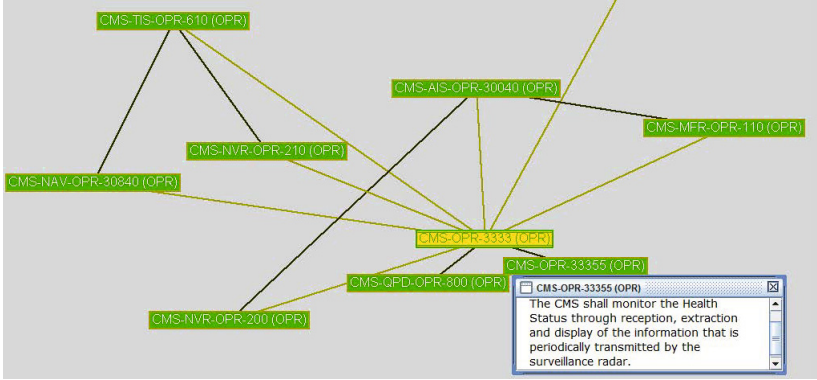 CMS-TIS-OPR-610 (OPR)
CMS-AIS-OPR-30040 (OPR)
CMS-MFR-OPR-110 (OPR)
CMS-NVR-OPR-210 (OPR)
CMS-NAV-OPR-30840 (OPR)
CMS-OPR-3333 (OPR)
CMS-OPR-33355 (OPR)
CMS-QPD-OPR-800 (OPR)
CMS-NVR-OPR-200 (OPR)
CMS-OPR-33355 (OPR)
The CMS shall monitor the Health
Status through reception, extraction
and display of the information that is
periodically transmitted by the
surveillance radar.